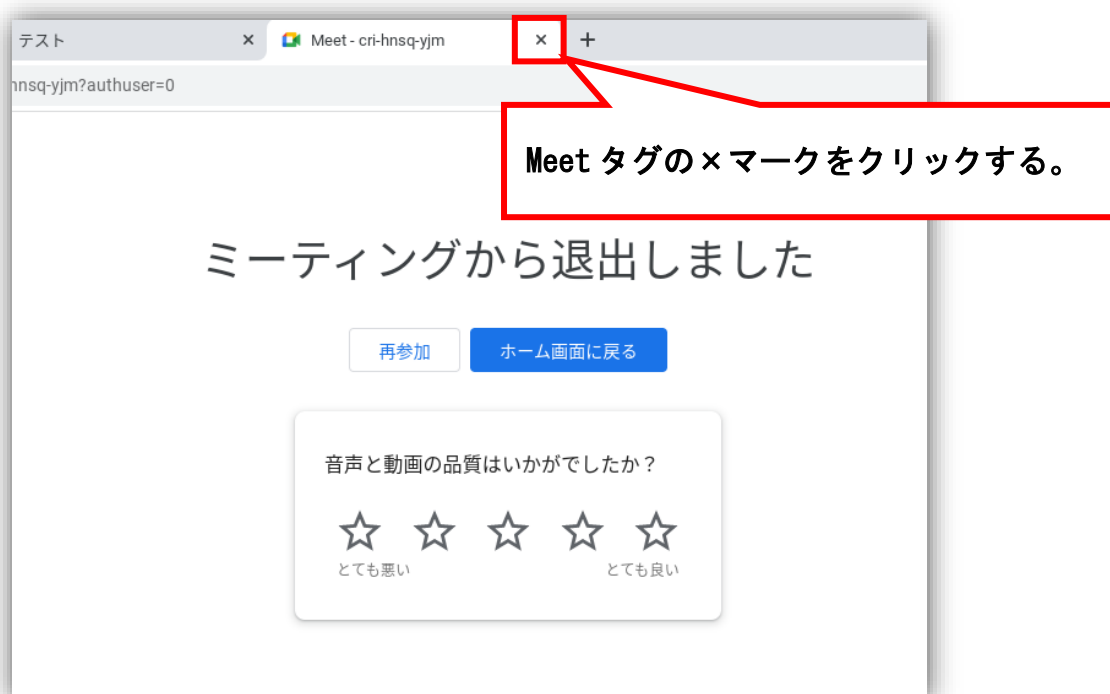 テスト × Meet - cri-hnsq-yjm × +
nnsq-yjm?authuser=0
Meet タグの×マークをクリックする。
ミーティングから退出しました
再参加 ホーム画面に戻る
音声と動画の品質はいかがでしたか？
とても悪い とても良い